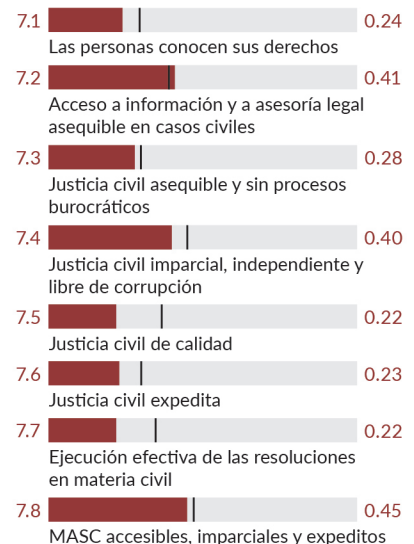 7.1 0.24
Las personas conocen sus derechos
7.2 0.41
Acceso a información y a asesoría legal
asequible en casos civiles
7.3 0.28
Justicia civil asequible y sin procesos
burocráticos
7.4 0.40
Justicia civil imparcial, independiente y
libre de corrupción
7.5 0.22
Justicia civil de calidad
7.6 0.23
Justicia civil expedita
7.7 0.22
Ejecución efectiva de las resoluciones
en materia civil
7.8 0.45
MASC accesibles, imparciales y expeditos